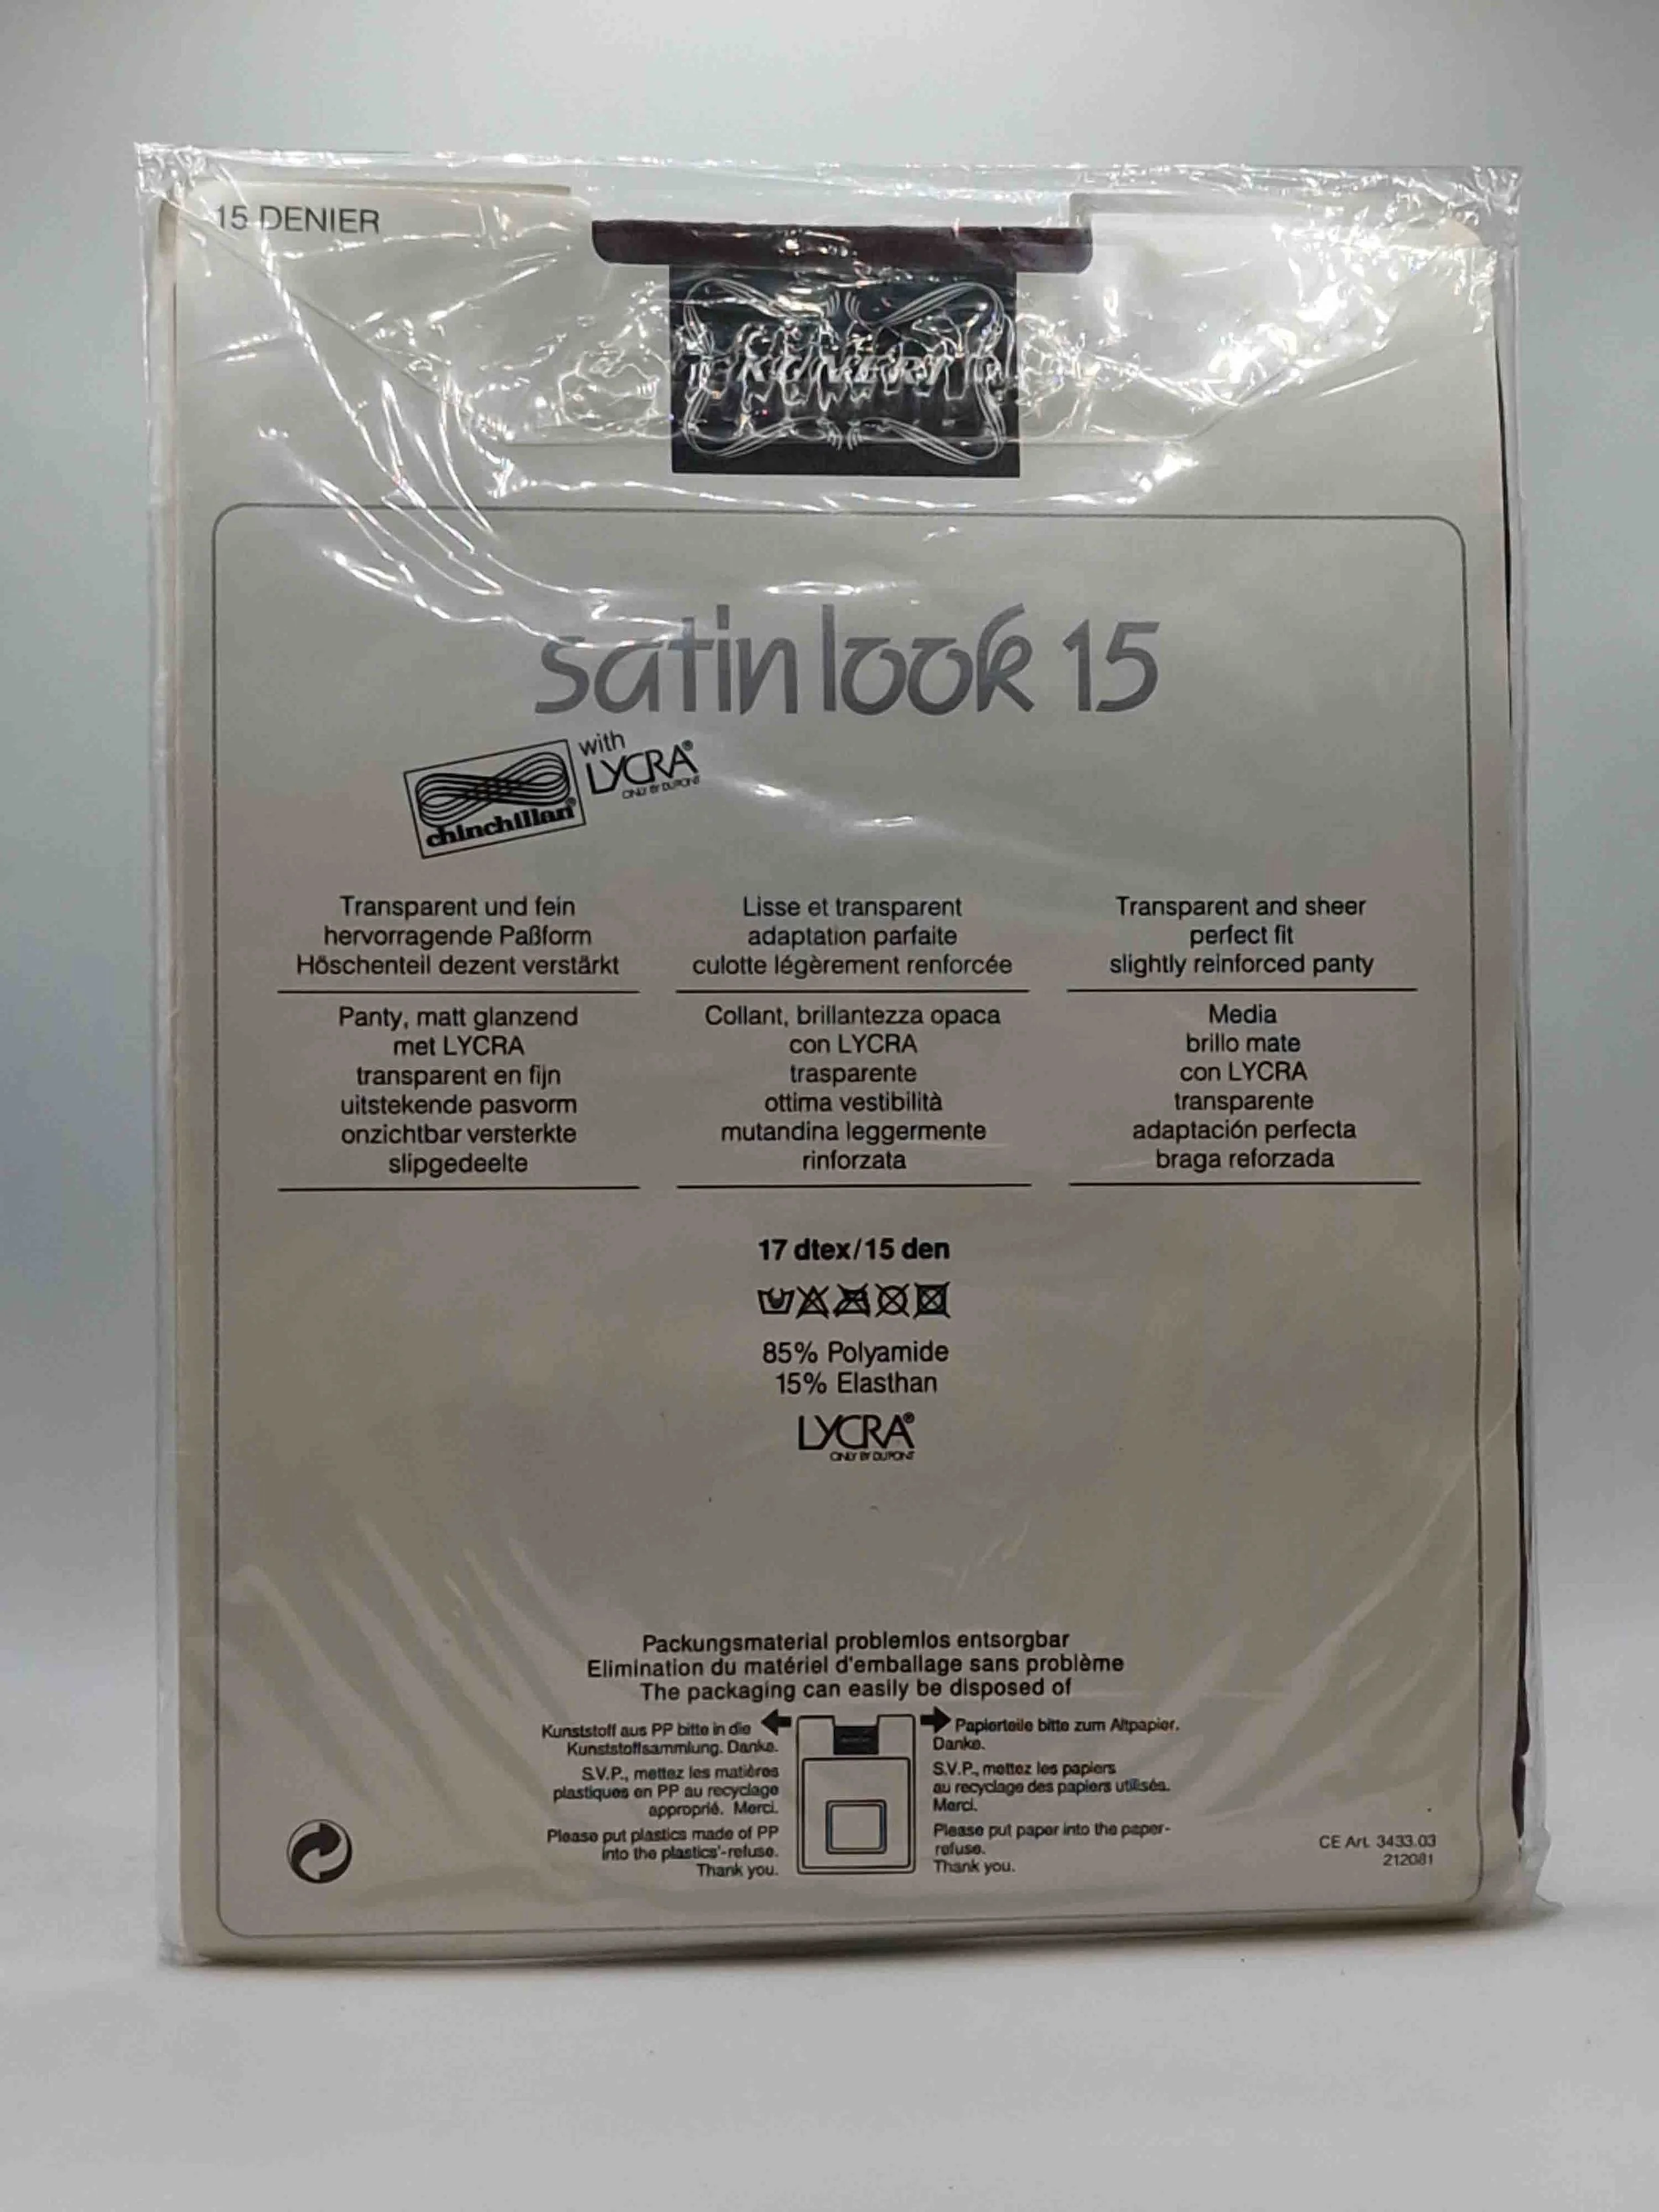 15 DENIER
satin look 15
with
LYCRA®
ONLY BY DUPONT
chinchillan®
Transparent und fein
hervorragende Paßform
Höschenteil dezent verstärkt
Lisse et transparent
adaptation parfaite
culotte légèrement renforcée
Transparent and sheer
perfect fit
slightly reinforced panty
Panty, matt glanzend
met LYCRA
transparent en fijn
uitstekende pasvorm
onzichtbar versterkte
slipgedeelte
Collant, brillantezza opaca
con LYCRA
trasparente
ottima vestibilità
mutandina leggermente
rinforzata
Media
brillo mate
con LYCRA
transparente
adaptación perfecta
braga reforzada
17 dtex/15 den
85% Polyamide
15% Elasthan
LYCRA®
ONLY BY DUPONT
Packungsmaterial problemlos entsorgbar
Elimination du matériel d'emballage sans problème
The packaging can easily be disposed of
Kunststoff aus PP bitte in die
Kunststoffsammlung. Danke.
S.V.P., mettez les matières
plastiques en PP au recyclage
approprié. Merci.
Please put plastics made of PP
into the plastics'-refuse.
Thank you.
Papierteile bitte zum Altpapier.
Danke.
S.V.P., mettez les papiers
au recyclage des papiers utilisés.
Merci.
Please put paper into the paper-
refuse.
Thank you.
CE Art. 3433.03
212081